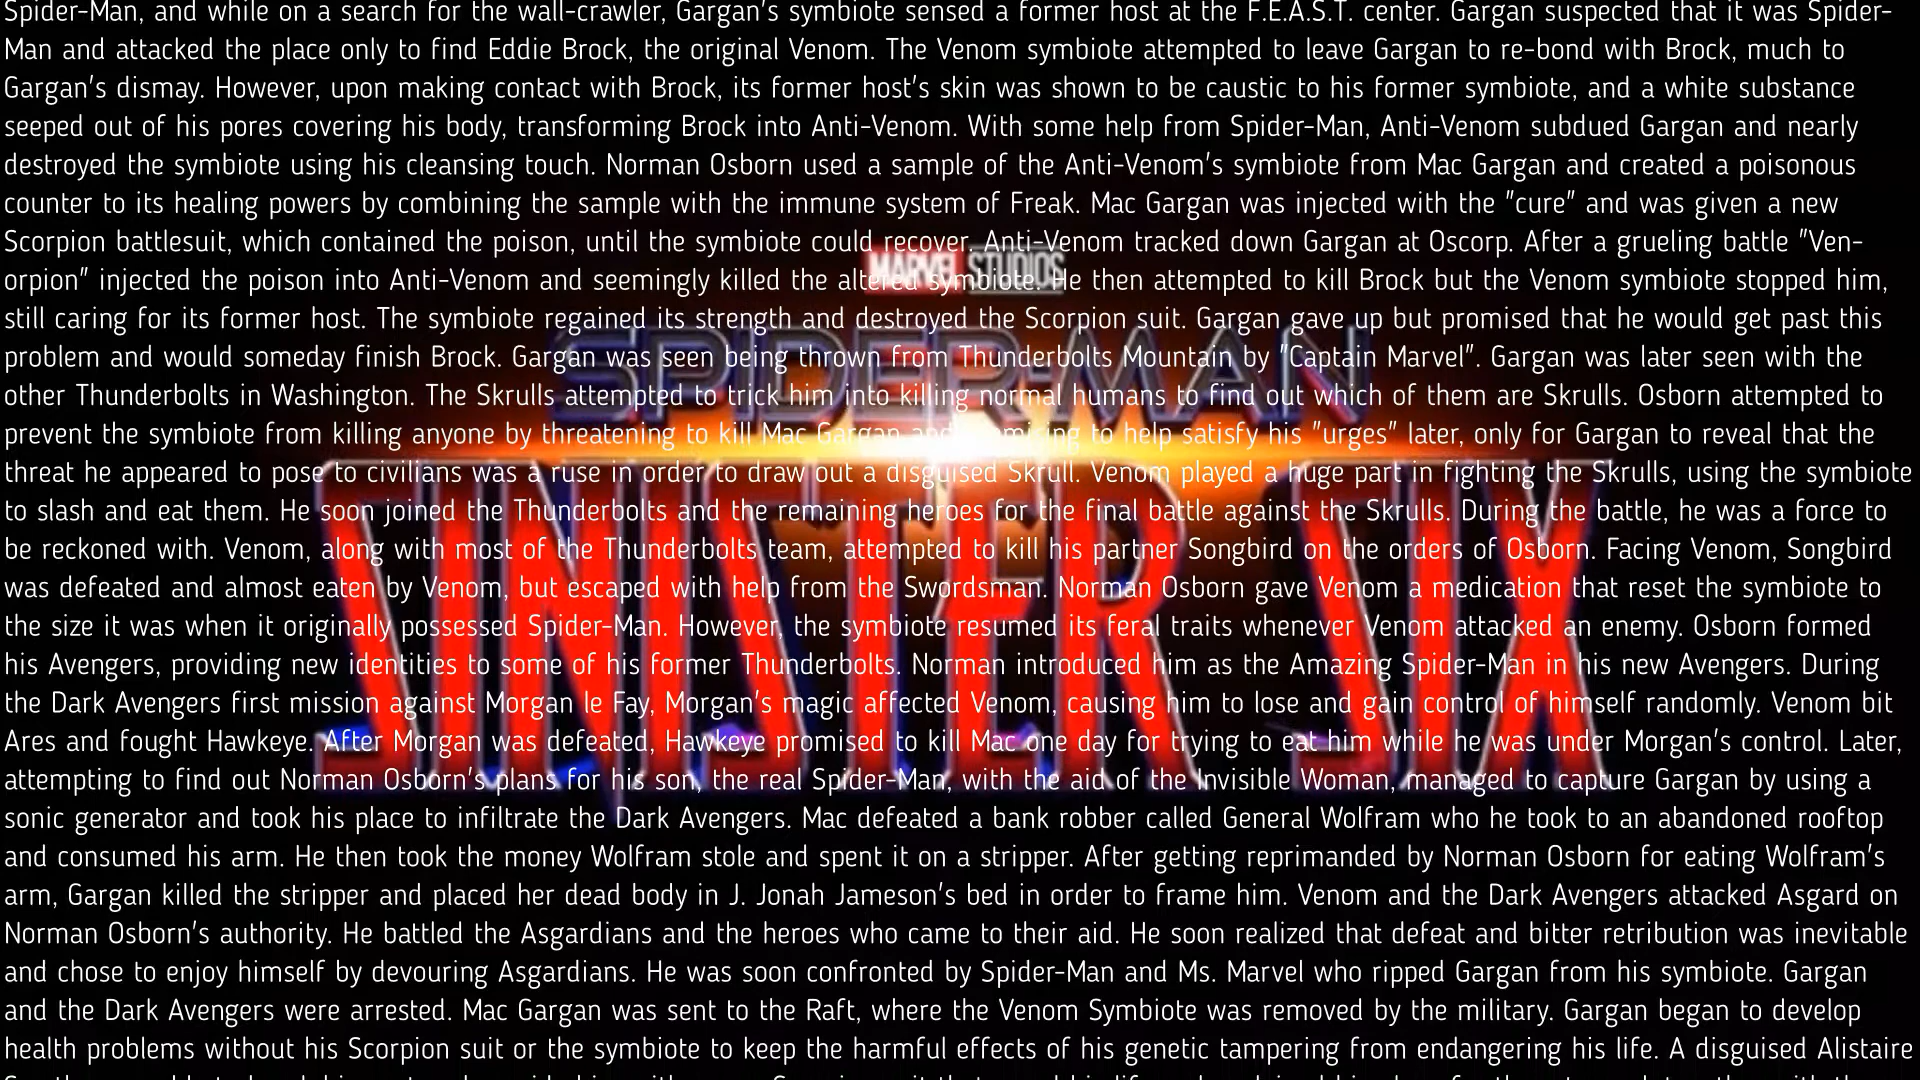 Spider-Man, and while on a search for the wall-crawler, Gargan's symbiote sensed a former host at the F.E.A.S.T. center. Gargan suspected that it was Spider-
Man and attacked the place only to find Eddie Brock, the original Venom. The Venom symbiote attempted to leave Gargan to re-bond with Brock, much to
Gargan's dismay. However, upon making contact with Brock, its former host's skin was shown to be caustic to his former symbiote, and a white substance
seeped out of his pores covering his body, transforming Brock into Anti-Venom. With some help from Spider-Man, Anti-Venom subdued Gargan and nearly
destroyed the symbiote using his cleansing touch. Norman Osborn used a sample of the Anti-Venom's symbiote from Mac Gargan and created a poisonous
counter to its healing powers by combining the sample with the immune system of Freak. Mac Gargan was injected with the "cure" and was given a new
Scorpion battlesuit, which contained the poison, until the symbiote could recover. Anti-Venom tracked down Gargan at Oscorp. After a grueling battle "Ven-
MARVEL STUDIOS
orpion" injected the poison into Anti-Venom and seemingly killed the altered symbiote. He then attempted to kill Brock but the Venom symbiote stopped him,
still caring for its former host. The symbiote regained its strength and destroyed the Scorpion suit. Gargan gave up but promised that he would get past this
problem and would someday finish Brock. Gargan was seen being thrown from Thunderbolts Mountain by "Captain Marvel". Gargan was later seen with the
SPIDER-MAN
other Thunderbolts in Washington. The Skrulls attempted to trick him into killing normal humans to find out which of them are Skrulls. Osborn attempted to
prevent the symbiote from killing anyone by threatening to kill Mac Gargan and promising to help satisfy his "urges" later, only for Gargan to reveal that the
threat he appeared to pose to civilians was a ruse in order to draw out a disguised Skrull. Venom played a huge part in fighting the Skrulls, using the symbiote
to slash and eat them. He soon joined the Thunderbolts and the remaining heroes for the final battle against the Skrulls. During the battle, he was a force to
be reckoned with. Venom, along with most of the Thunderbolts team, attempted to kill his partner Songbird on the orders of Osborn. Facing Venom, Songbird
was defeated and almost eaten by Venom, but escaped with help from the Swordsman. Norman Osborn gave Venom a medication that reset the symbiote to
the size it was when it originally possessed Spider-Man. However, the symbiote resumed its feral traits whenever Venom attacked an enemy. Osborn formed
SINISTER SIX
his Avengers, providing new identities to some of his former Thunderbolts. Norman introduced him as the Amazing Spider-Man in his new Avengers. During
the Dark Avengers first mission against Morgan le Fay, Morgan's magic affected Venom, causing him to lose and gain control of himself randomly. Venom bit
Ares and fought Hawkeye. After Morgan was defeated, Hawkeye promised to kill Mac one day for trying to eat him while he was under Morgan's control. Later,
attempting to find out Norman Osborn's plans for his son, the real Spider-Man, with the aid of the Invisible Woman, managed to capture Gargan by using a
sonic generator and took his place to infiltrate the Dark Avengers. Mac defeated a bank robber called General Wolfram who he took to an abandoned rooftop
and consumed his arm. He then took the money Wolfram stole and spent it on a stripper. After getting reprimanded by Norman Osborn for eating Wolfram's
arm, Gargan killed the stripper and placed her dead body in J. Jonah Jameson's bed in order to frame him. Venom and the Dark Avengers attacked Asgard on
Norman Osborn's authority. He battled the Asgardians and the heroes who came to their aid. He soon realized that defeat and bitter retribution was inevitable
and chose to enjoy himself by devouring Asgardians. He was soon confronted by Spider-Man and Ms. Marvel who ripped Gargan from his symbiote. Gargan
and the Dark Avengers were arrested. Mac Gargan was sent to the Raft, where the Venom Symbiote was removed by the military. Gargan began to develop
health problems without his Scorpion suit or the symbiote to keep the harmful effects of his genetic tampering from endangering his life. A disguised Alistaire